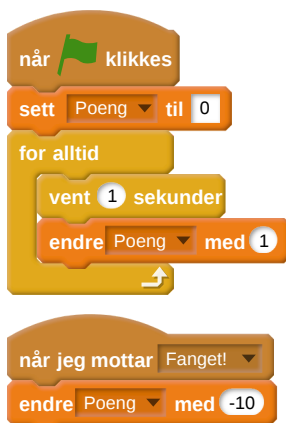 når klikkes
sett Poeng til 0
for alltid
vent 1 sekunder
endre Poeng med 1
når jeg mottar Fanget!
endre Poeng med -10